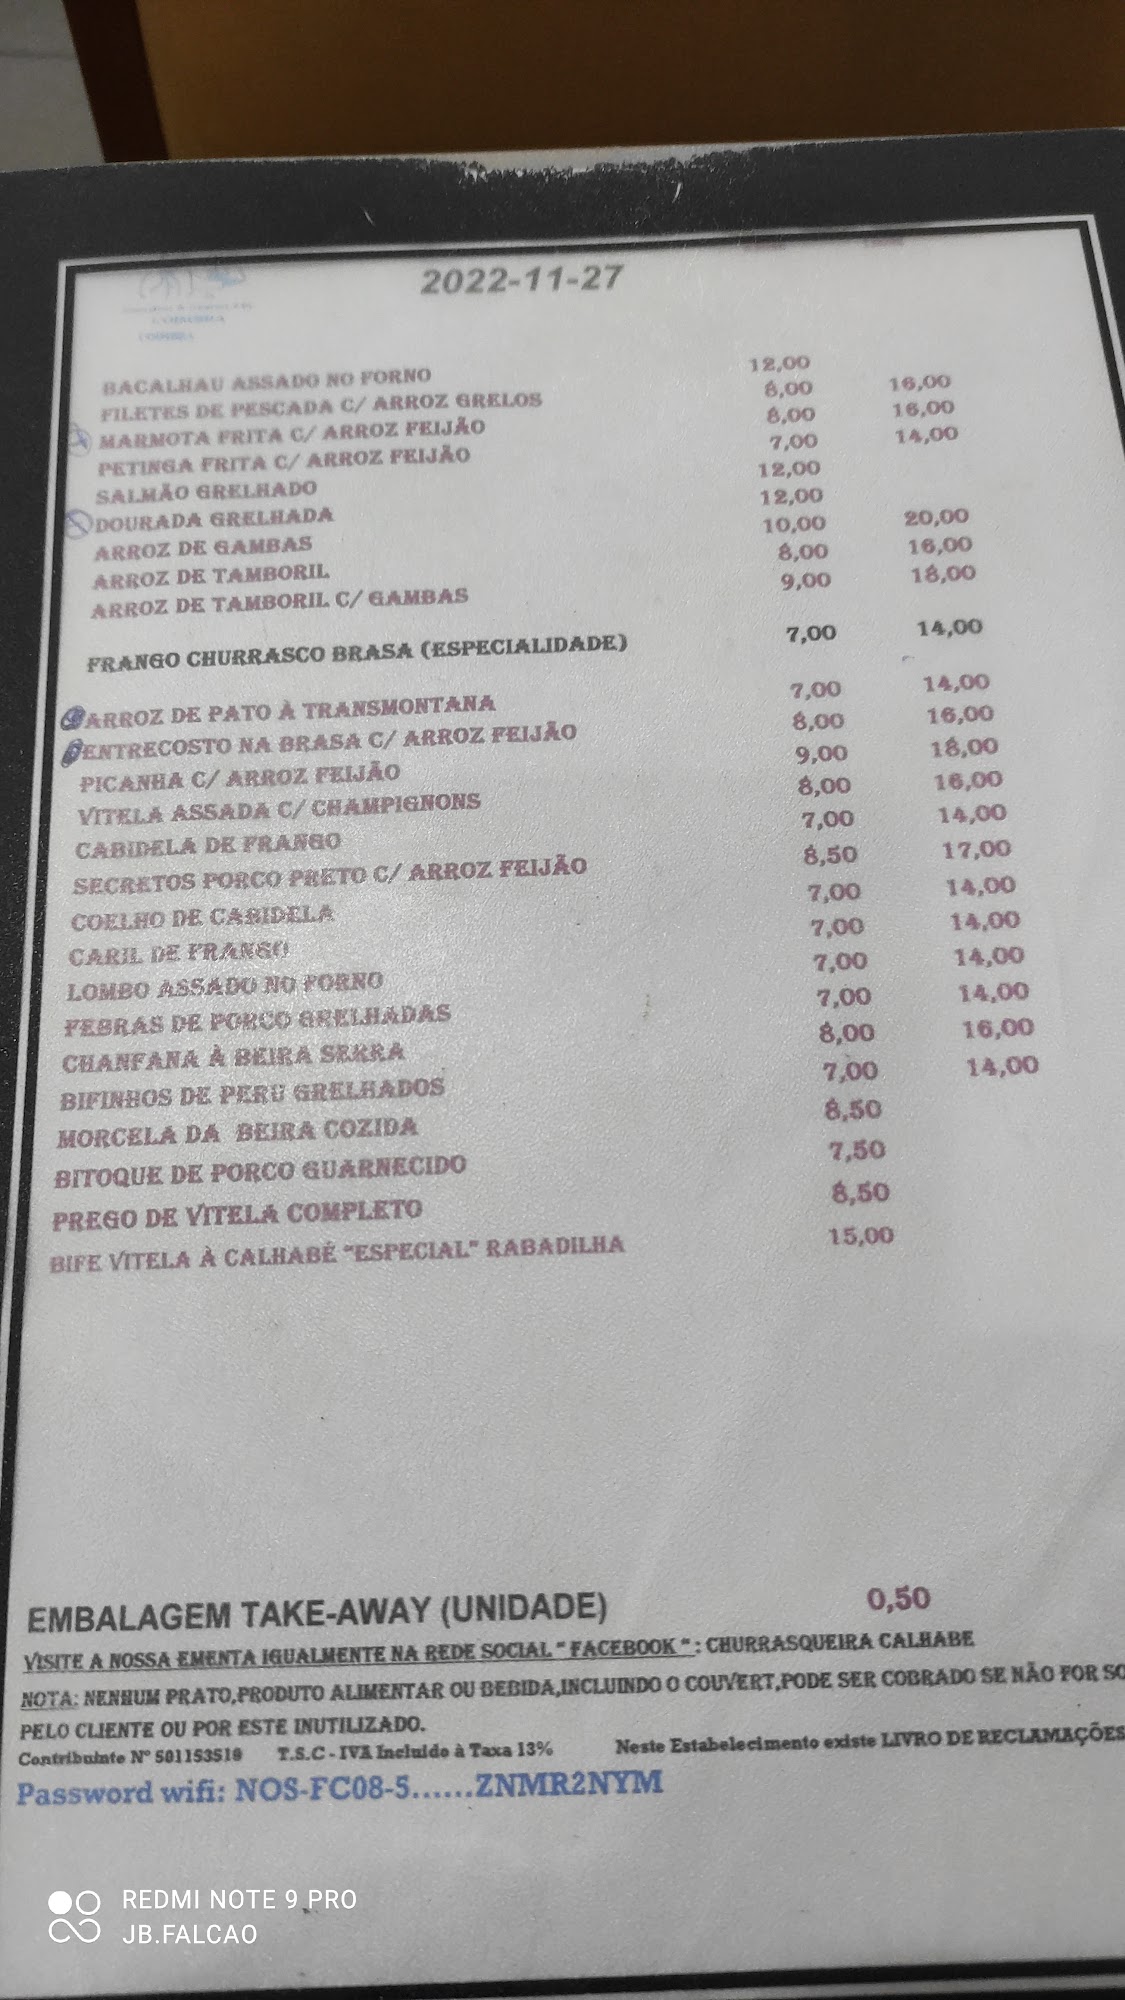 2022-11-27
COIMBRA
BACALHAU ASSADO NO FORNO 12,00
FILETES DE PESCADA C/ ARROZ GRELOS 8,00 16,00
MARMOTA FRITA C/ ARROZ FEIJÃO 8,00 16,00
PETINGA FRITA C/ ARROZ FEIJÃO 7,00 14,00
SALMÃO GRELHADO 12,00
DOURADA GRELHADA 12,00
ARROZ DE GAMBAS 10,00 20,00
ARROZ DE TAMBORIL 8,00 16,00
ARROZ DE TAMBORIL C/ GAMBAS 9,00 18,00
FRANGO CHURRASCO BRASA (ESPECIALIDADE) 7,00 14,00
ARROZ DE PATO À TRANSMONTANA 7,00 14,00
ENTRECOSTO NA BRASA C/ ARROZ FEIJÃO 8,00 16,00
PICANHA C/ ARROZ FEIJÃO 9,00 18,00
VITELA ASSADA C/ CHAMPIGNONS 8,00 16,00
CABIDELA DE FRANGO 7,00 14,00
SECRETOS PORCO PRETO C/ ARROZ FEIJÃO 8,50 17,00
COELHO DE CABIDELA 7,00 14,00
CARIL DE FRANGO 7,00 14,00
LOMBO ASSADO NO FORNO 7,00 14,00
FEBRAS DE PORCO GRELHADAS 7,00 14,00
CHANFANA À BEIRA SERRA 8,00 16,00
BIFINHOS DE PERU GRELHADOS 7,00 14,00
MORCELA DA BEIRA COZIDA 8,50
BITOQUE DE PORCO GUARNECIDO 7,50
PREGO DE VITELA COMPLETO 8,50
BIFE VITELA À CALHABÉ "ESPECIAL" RABADILHA 15,00
EMBALAGEM TAKE-AWAY (UNIDADE) 0,50
VISITE A NOSSA EMENTA IGUALMENTE NA REDE SOCIAL " FACEBOOK " : CHURRASQUEIRA CALHABE
NOTA: NENHUM PRATO,PRODUTO ALIMENTAR OU BEBIDA,INCLUINDO O COUVERT,PODE SER COBRADO SE NÃO FOR SO
PELO CLIENTE OU POR ESTE INUTILIZADO.
Contribuinte Nº 501153510 T.S.C - IVA Incluido à Taxa 13% Neste Estabelecimento existe LIVRO DE RECLAMAÇÕES
Password wifi: NOS-FC08-5......ZNMR2NYM
REDMI NOTE 9 PRO
JB.FALCAO